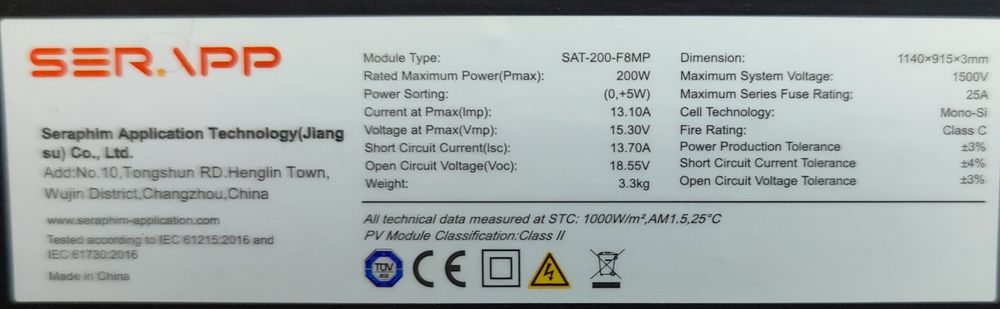 SER.APP
Seraphim Application Technology(Jiang
su) Co., Ltd.
Add:No.10,Tongshun RD.Henglin Town,
Wujin District,Changzhou,China
www.seraphim-application.com
Tested according to IEC 61215:2016 and
IEC 61730:2016
Made in China
Module Type: SAT-200-F8MP
Rated Maximum Power(Pmax): 200W
Power Sorting: (0,+5W)
Current at Pmax(Imp): 13.10A
Voltage at Pmax(Vmp): 15.30V
Short Circuit Current(Isc): 13.70A
Open Circuit Voltage(Voc): 18.55V
Weight: 3.3kg
Dimension: 1140×915×3mm
Maximum System Voltage: 1500V
Maximum Series Fuse Rating: 25A
Cell Technology: Mono-Si
Fire Rating: Class C
Power Production Tolerance ±3%
Short Circuit Current Tolerance ±4%
Open Circuit Voltage Tolerance ±3%
All technical data measured at STC: 1000W/m²,AM1.5,25°C
PV Module Classification:Class II
TÜV
CE